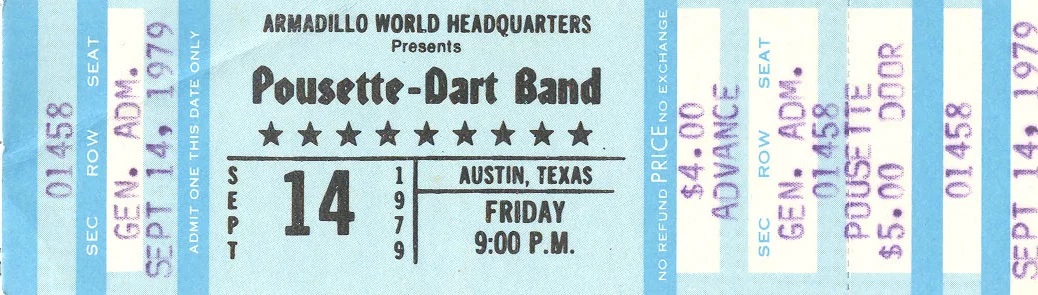 01458
SEC ROW SEAT
GEN. ADM.
SEPT 14, 1979
ADMIT ONE THIS DATE ONLY
ARMADILLO WORLD HEADQUARTERS
Presents
Pousette-Dart Band
SEPT
14
1979
AUSTIN, TEXAS
FRIDAY
9:00 P.M.
NO REFUND PRICE NO EXCHANGE
$4.00
ADVANCE
SEC ROW SEAT
GEN. ADM.
01458
POUSETTE
$5.00 DOOR
01458
SEPT 14, 1979